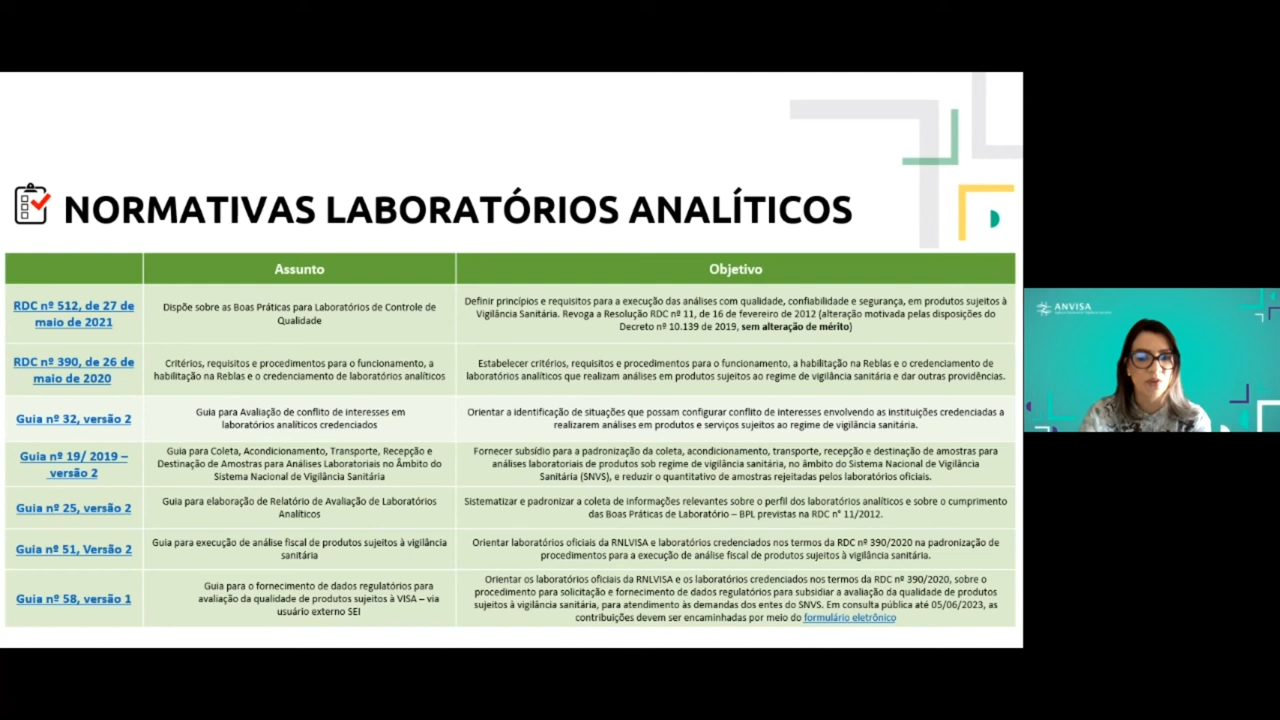 NORMATIVAS LABORATÓRIOS ANALÍTICOS
Assunto
Objetivo
RDC nº 512, de 27 de
maio de 2021
Dispõe sobre as Boas Práticas para Laboratórios de Controle de
Qualidade
Definir princípios e requisitos para a execução das análises com qualidade, confiabilidade e segurança, em produtos sujeitos à
Vigilância Sanitária. Revoga a Resolução RDC nº 11, de 16 de fevereiro de 2012 (alteração motivada pelas disposições do
Decreto nº 10.139 de 2019, sem alteração de mérito)
RDC nº 390, de 26 de
maio de 2020
Critérios, requisitos e procedimentos para o funcionamento, a
habilitação na Reblas e o credenciamento de laboratórios analíticos
Estabelecer critérios, requisitos e procedimentos para o funcionamento, a habilitação na Reblas e o credenciamento de
laboratórios analíticos que realizam análises em produtos sujeitos ao regime de vigilância sanitária e dar outras providências.
Guia nº 32, versão 2
Guia para Avaliação de conflito de interesses em
laboratórios analíticos credenciados
Orientar a identificação de situações que possam configurar conflito de interesses envolvendo as instituições credenciadas a
realizarem análises em produtos e serviços sujeitos ao regime de vigilância sanitária.
Guia nº 19/ 2019 –
versão 2
Guia para Coleta, Acondicionamento, Transporte, Recepção e
Destinação de Amostras para Análises Laboratoriais no Âmbito do
Sistema Nacional de Vigilância Sanitária
Fornecer subsídio para a padronização da coleta, acondicionamento, transporte, recepção e destinação de amostras para
análises laboratoriais de produtos sob regime de vigilância sanitária, no âmbito do Sistema Nacional de Vigilância
Sanitária (SNVS), e reduzir o quantitativo de amostras rejeitadas pelos laboratórios oficiais.
Guia nº 25, versão 2
Guia para elaboração de Relatório de Avaliação de Laboratórios
Analíticos
Sistematizar e padronizar a coleta de informações relevantes sobre o perfil dos laboratórios analíticos e sobre o cumprimento
das Boas Práticas de Laboratório – BPL previstas na RDC n° 11/2012.
Guia nº 51, Versão 2
Guia para execução de análise fiscal de produtos sujeitos à vigilância
sanitária
Orientar laboratórios oficiais da RNLVISA e laboratórios credenciados nos termos da RDC nº 390/2020 na padronização de
procedimentos para a execução de análise fiscal de produtos sujeitos à vigilância sanitária.
Guia nº 58, versão 1
Guia para o fornecimento de dados regulatórios para
avaliação da qualidade de produtos sujeitos à VISA – via
usuário externo SEI
Orientar os laboratórios oficiais da RNLVISA e os laboratórios credenciados nos termos da RDC nº 390/2020, sobre o
procedimento para solicitação e fornecimento de dados regulatórios para subsidiar a avaliação da qualidade de produtos
sujeitos à vigilância sanitária, para atendimento às demandas dos entes do SNVS. Em consulta pública até 05/06/2023, as
contribuições devem ser encaminhadas por meio do formulário eletrônico
ANVISA